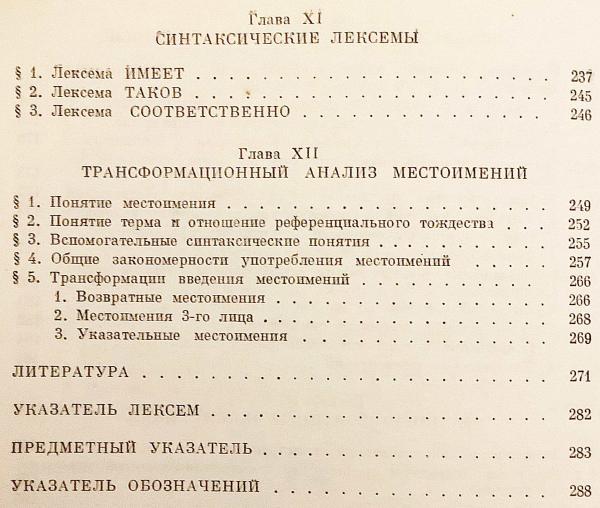 Глава XI
СИНТАКСИЧЕСКИЕ ЛЕКСЕМЫ
§ 1. Лексема ИМЕЕТ . . . . . . . . . . . . . . . . . . 237
§ 2. Лексема ТАКОВ . . . . . . . . . . . . . . . . . . 245
§ 3. Лексема СООТВЕТСТВЕННО . . . . . . . . . . . . . 246
Глава XII
ТРАНСФОРМАЦИОННЫЙ АНАЛИЗ МЕСТОИМЕНИЙ
§ 1. Понятие местоимения . . . . . . . . . . . . . . . . 249
§ 2. Понятие терма и отношение референциального тождества . . . 252
§ 3. Вспомогательные синтаксические понятия . . . . . . . . 255
§ 4. Общие закономерности употребления местоимений . . . . . 257
§ 5. Трансформации введения местоимений . . . . . . . . . 266
1. Возвратные местоимения . . . . . . . . . . . . . . 266
2. Местоимения 3-го лица . . . . . . . . . . . . . . 268
3. Указательные местоимения . . . . . . . . . . . . . 269
ЛИТЕРАТУРА . . . . . . . . . . . . . . . . . . . . 271
УКАЗАТЕЛЬ ЛЕКСЕМ . . . . . . . . . . . . . . . . . 282
ПРЕДМЕТНЫЙ УКАЗАТЕЛЬ . . . . . . . . . . . . . . 283
УКАЗАТЕЛЬ ОБОЗНАЧЕНИЙ . . . . . . . . . . . . . . 288